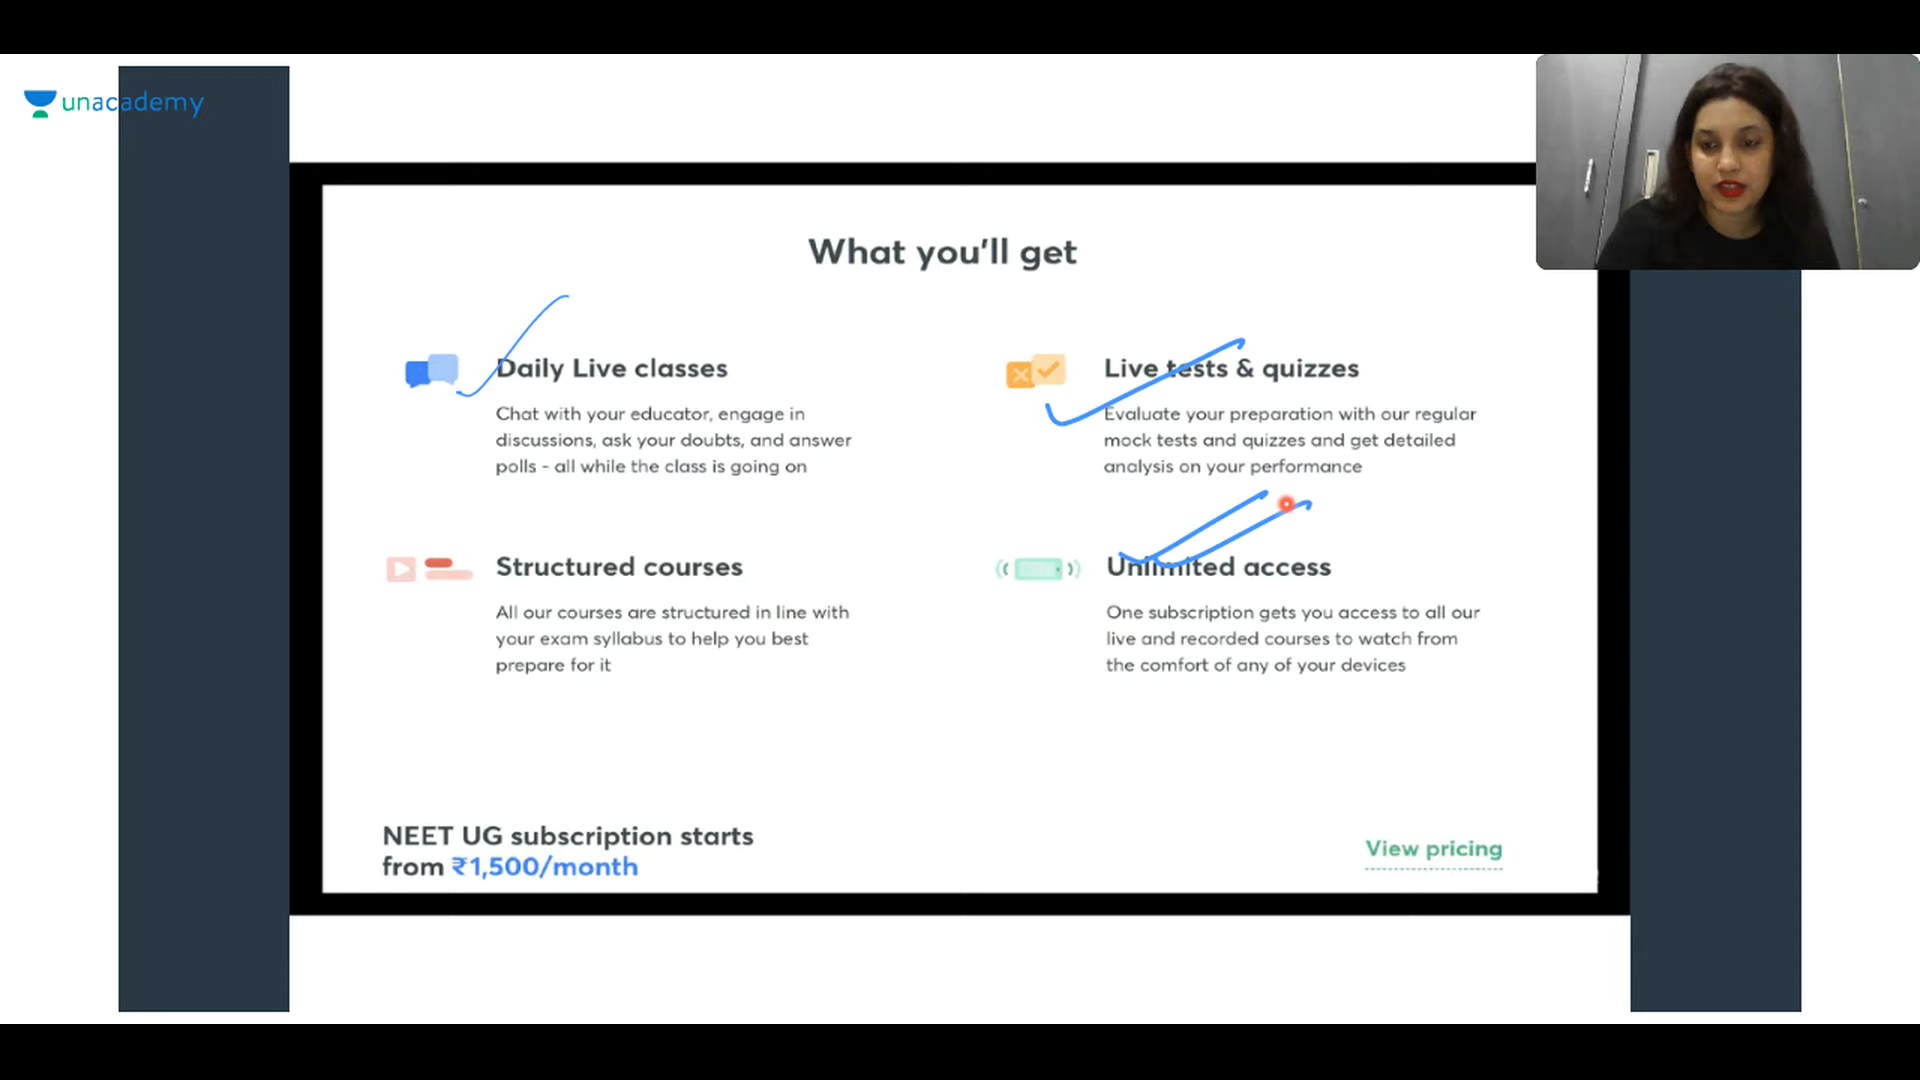 unacademy
What you'll get
Daily Live classes
Chat with your educator, engage in
discussions, ask your doubts, and answer
polls - all while the class is going on
Live tests & quizzes
Evaluate your preparation with our regular
mock tests and quizzes and get detailed
analysis on your performance
Structured courses
All our courses are structured in line with
your exam syllabus to help you best
prepare for it
Unlimited access
One subscription gets you access to all our
live and recorded courses to watch from
the comfort of any of your devices
NEET UG subscription starts
from ₹1,500/month
View pricing